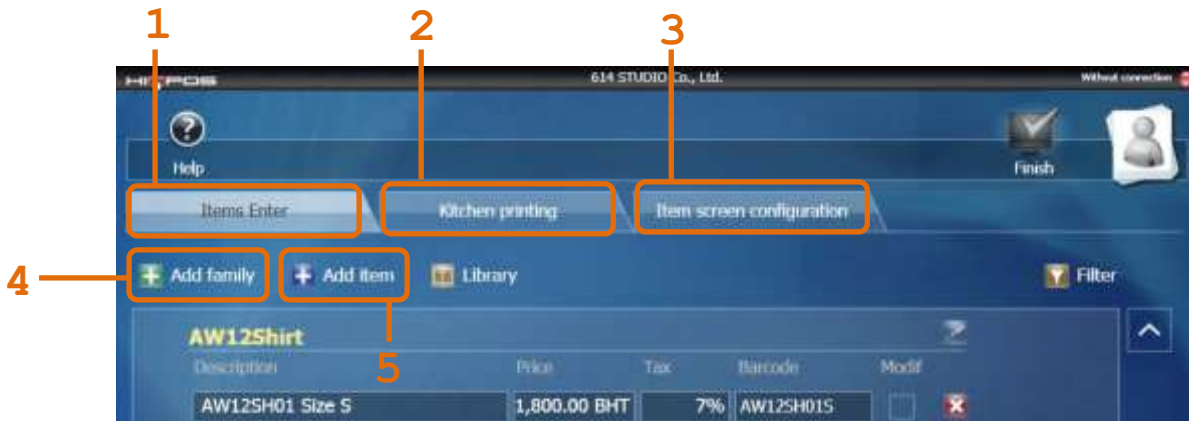 1 2 3
HIOPOS 614 STUDIO Co., Ltd. Without connection
Help Finish
Items Enter Kitchen printing Item screen configuration
4 Add family Add item Library Filter
AW12Shirt
5
Description Price Tax Barcode Modif
AW12SH01 Size S 1,800.00 BHT 7% AW12SH01S